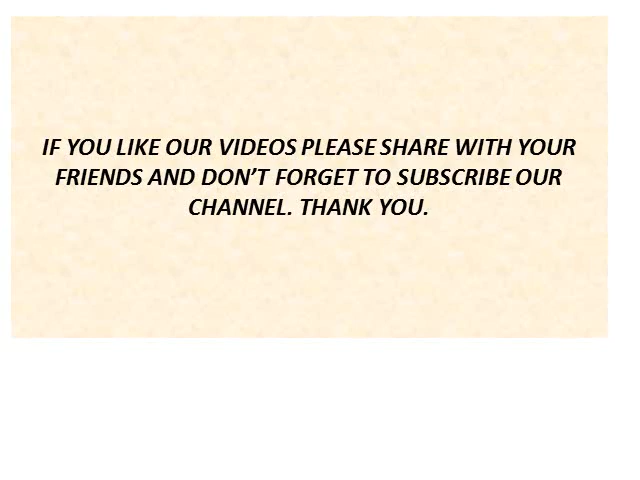 IF YOU LIKE OUR VIDEOS PLEASE SHARE WITH YOUR
FRIENDS AND DON’T FORGET TO SUBSCRIBE OUR
CHANNEL. THANK YOU.